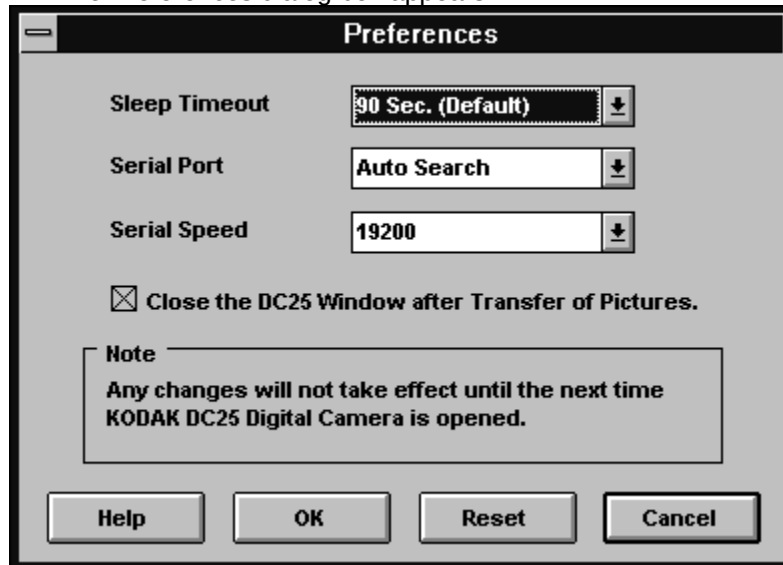 Preferences
Sleep Timeout 90 Sec. (Default)
Serial Port Auto Search
Serial Speed 19200
Close the DC25 Window after Transfer of Pictures.
Note
Any changes will not take effect until the next time
KODAK DC25 Digital Camera is opened.
Help OK Reset Cancel